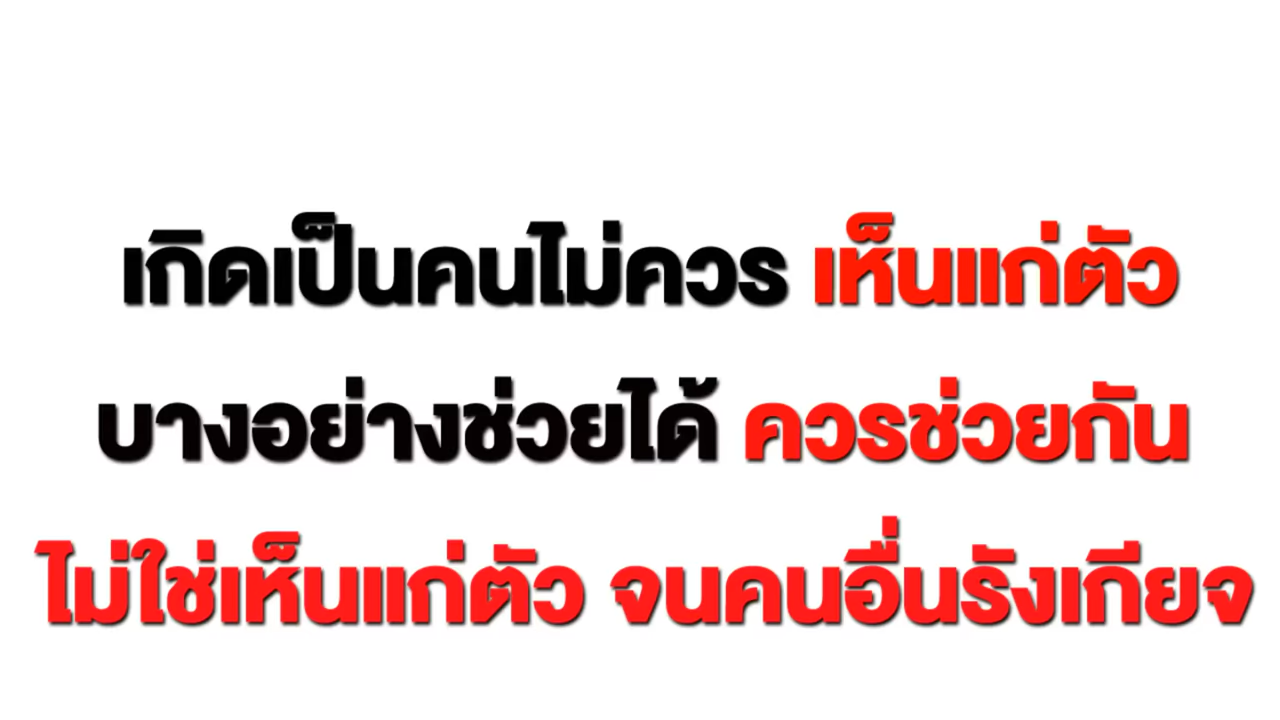 เกิดเป็นคนไม่ควร เห็นแก่ตัว
บางอย่างช่วยได้ ควรช่วยกัน
ไม่ใช่เห็นแก่ตัว จนคนอื่นรังเกียจ